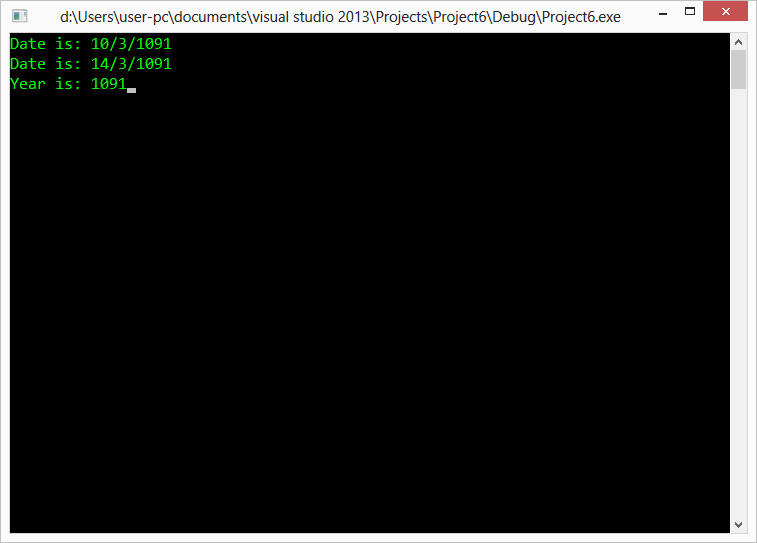 d:\Users\user-pc\documents\visual studio 2013\Projects\Project6\Debug\Project6.exe
Date is: 10/3/1091
Date is: 14/3/1091
Year is: 1091